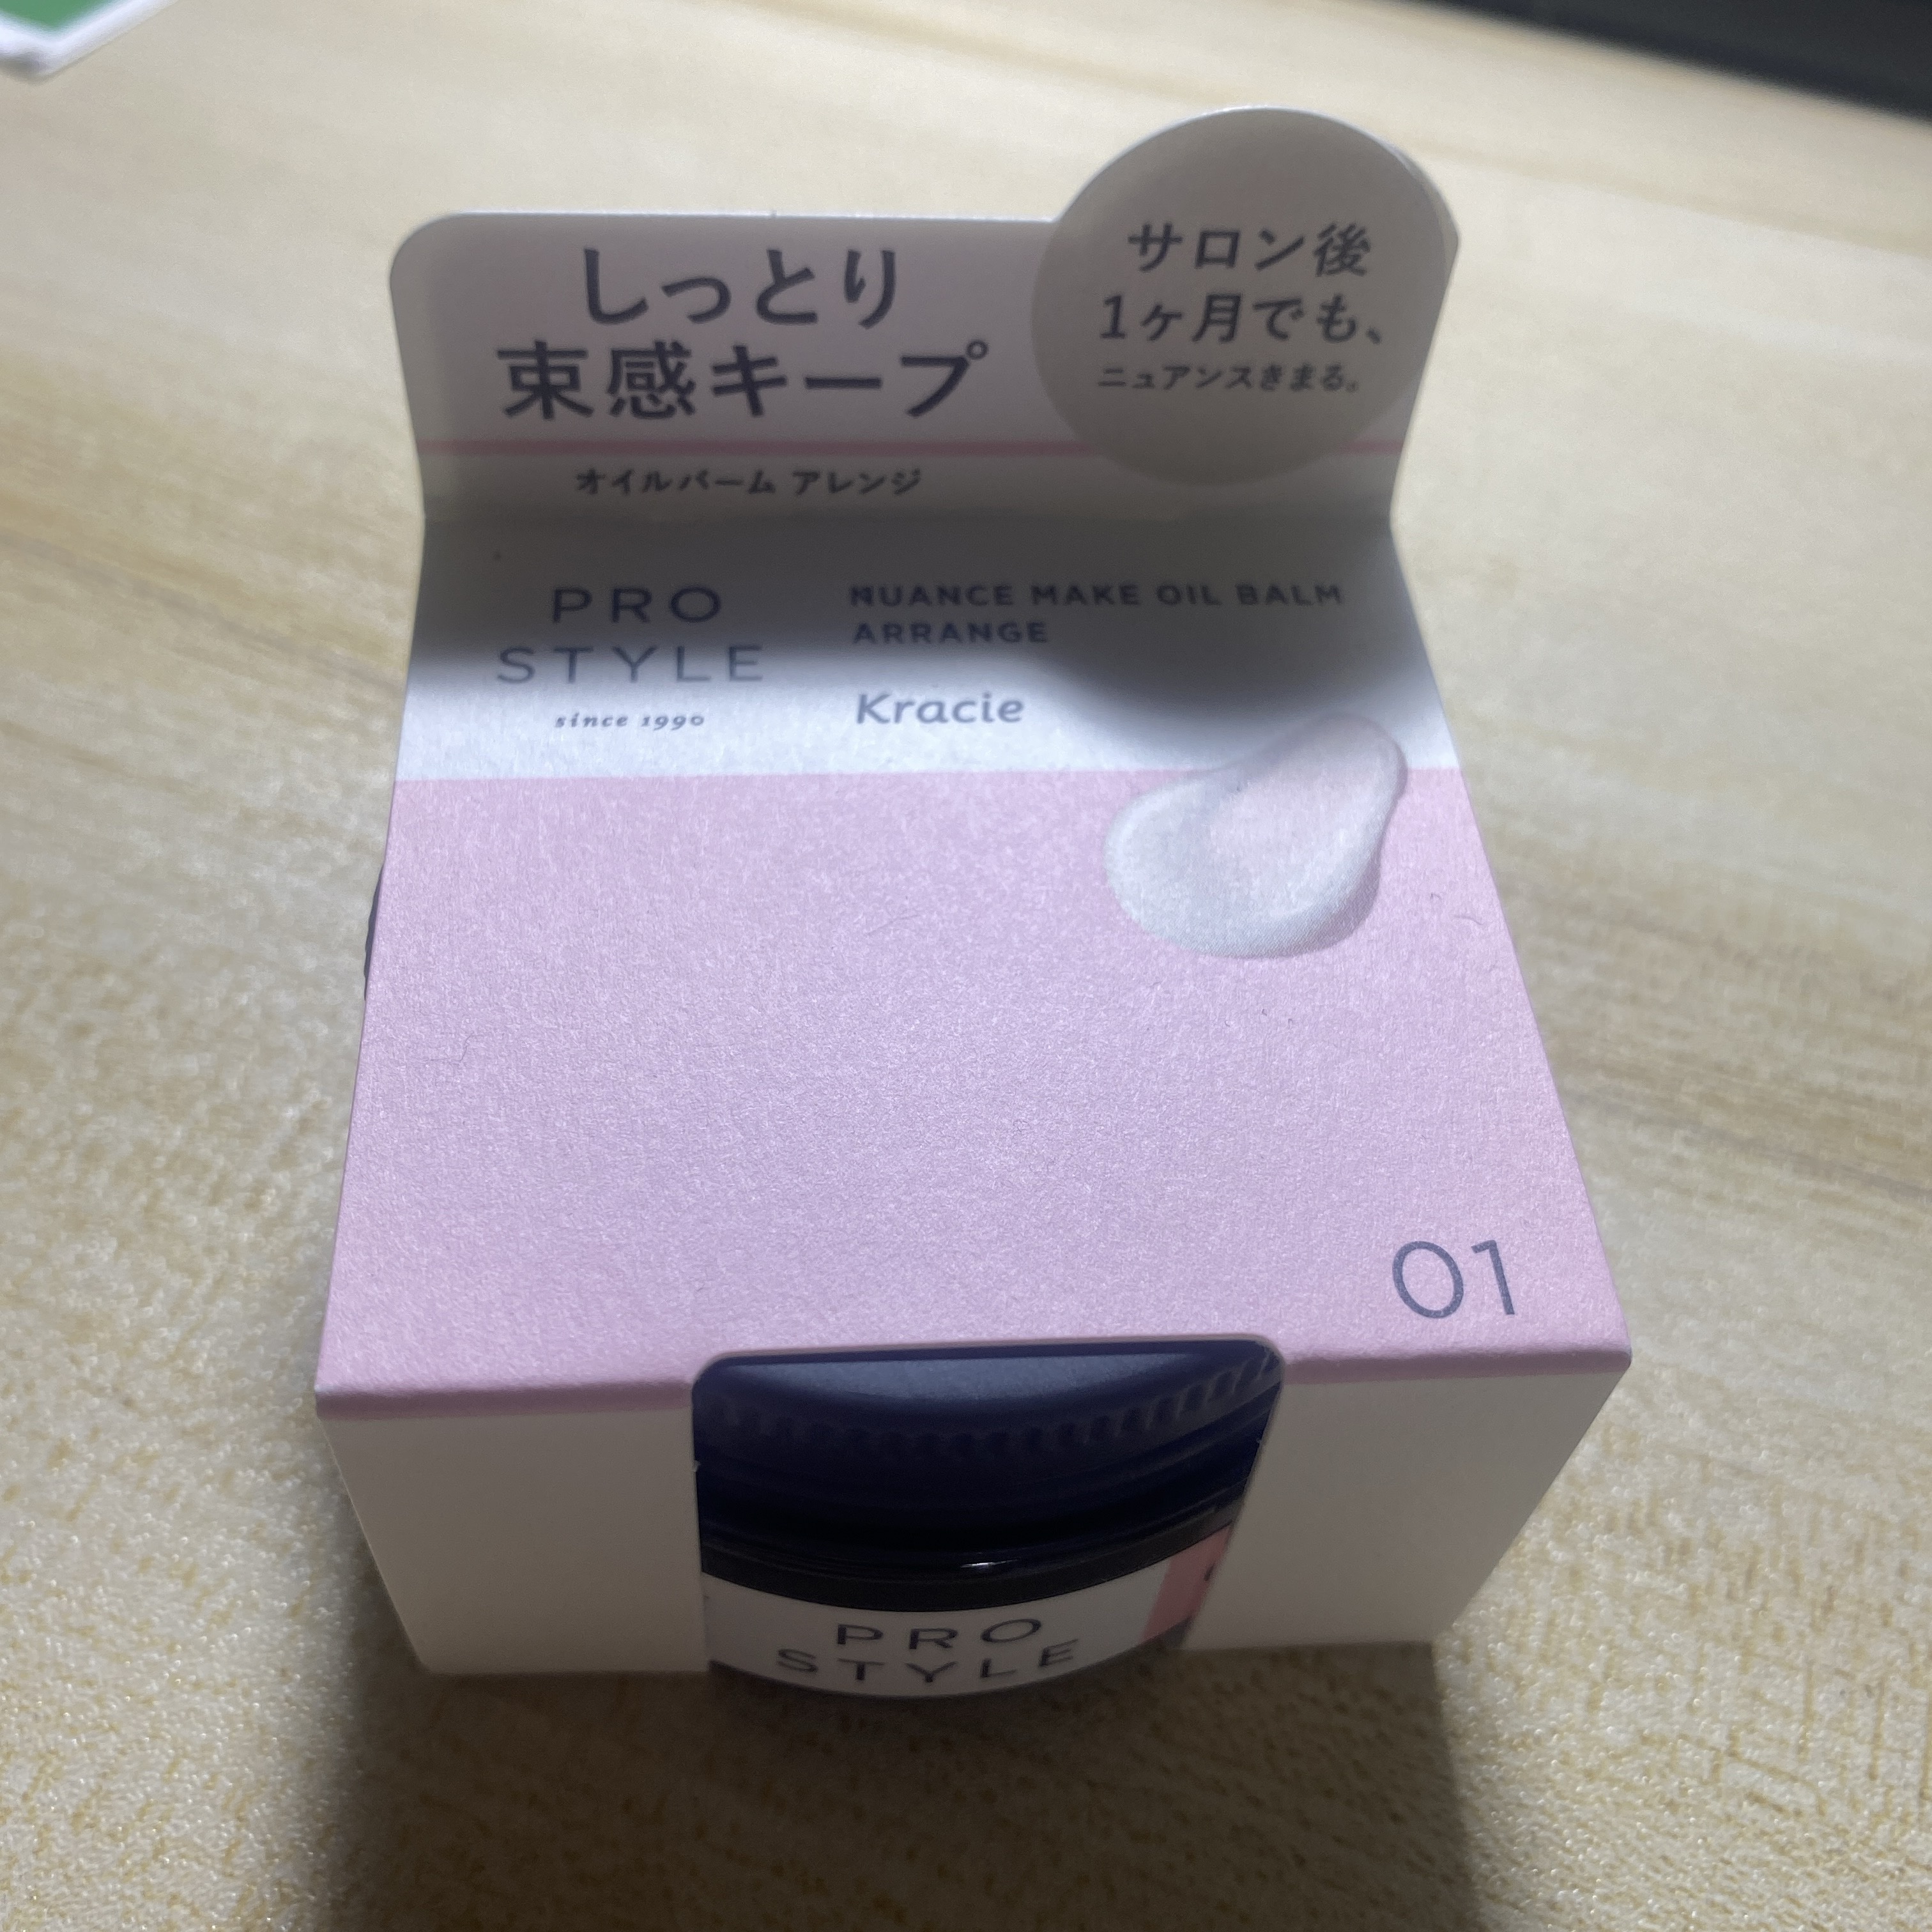 しっとり
束感キープ
サロン後
1ヶ月でも、
ニュアンスきまる。
オイルバーム アレンジ
PRO
STYLE
since 1990
NUANCE MAKE OIL BALM
ARRANGE
Kracie
01
PRO
STYLE